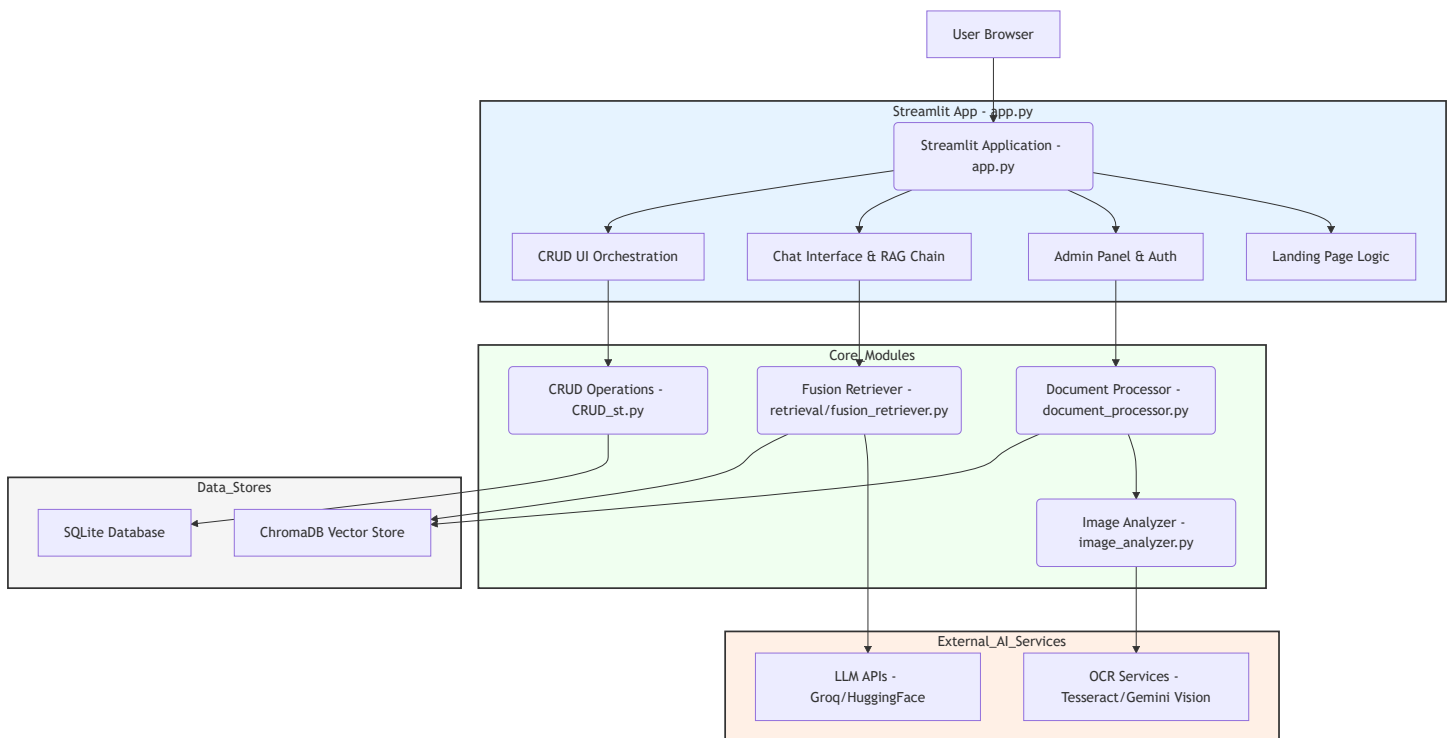 User Browser
Streamlit App - app.py
Streamlit Application -
app.py
CRUD UI Orchestration
Chat Interface & RAG Chain
Admin Panel & Auth
Landing Page Logic
Core_Modules
CRUD Operations -
CRUD_st.py
Fusion Retriever -
retrieval/fusion_retriever.py
Document Processor -
document_processor.py
Data_Stores
SQLite Database
ChromaDB Vector Store
Image Analyzer -
image_analyzer.py
External_AI_Services
LLM APIs -
Groq/HuggingFace
OCR Services -
Tesseract/Gemini Vision